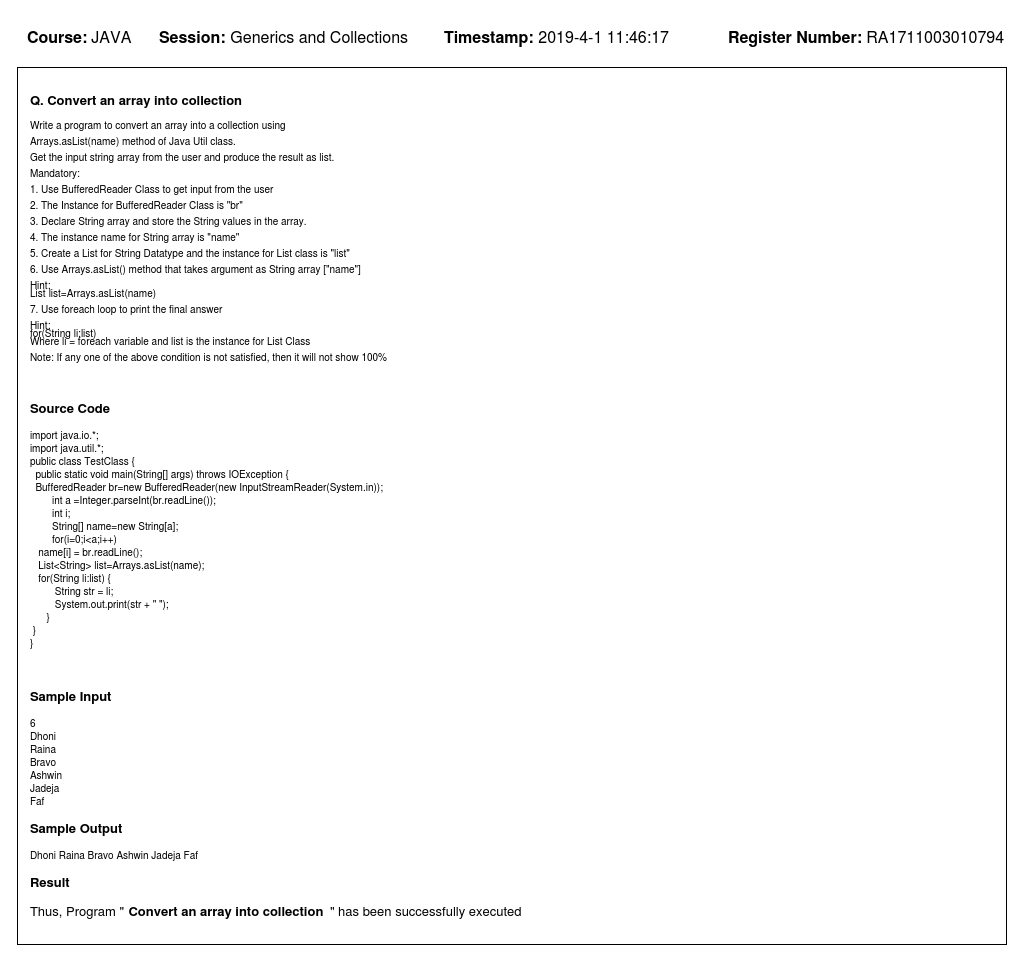 Course: JAVA Session: Generics and Collections Timestamp: 2019-4-1 11:46:17 Register Number: RA1711003010794
Q. Convert an array into collection
Write a program to convert an array into a collection using
Arrays.asList(name) method of Java Util class.
Get the input string array from the user and produce the result as list.
Mandatory:
1. Use BufferedReader Class to get input from the user
2. The Instance for BufferedReader Class is "br"
3. Declare String array and store the String values in the array.
4. The instance name for String array is "name"
5. Create a List for String Datatype and the instance for List class is "list"
6. Use Arrays.asList() method that takes argument as String array ["name"]
Hint:
List list=Arrays.asList(name)
7. Use foreach loop to print the final answer
Hint:
for(String li:list)
Where li = foreach variable and list is the instance for List Class
Note: If any one of the above condition is not satisfied, then it will not show 100%
Source Code
import java.io.*;
import java.util.*;
public class TestClass {
public static void main(String[] args) throws IOException {
BufferedReader br=new BufferedReader(new InputStreamReader(System.in));
int a =Integer.parseInt(br.readLine());
int i;
String[] name=new String[a];
for(i=0;i<a;i++)
name[i] = br.readLine();
List<String> list=Arrays.asList(name);
for(String li:list) {
String str = li;
System.out.print(str + " ");
}
}
}
Sample Input
6
Dhoni
Raina
Bravo
Ashwin
Jadeja
Faf
Sample Output
Dhoni Raina Bravo Ashwin Jadeja Faf
Result
Thus, Program " Convert an array into collection " has been successfully executed